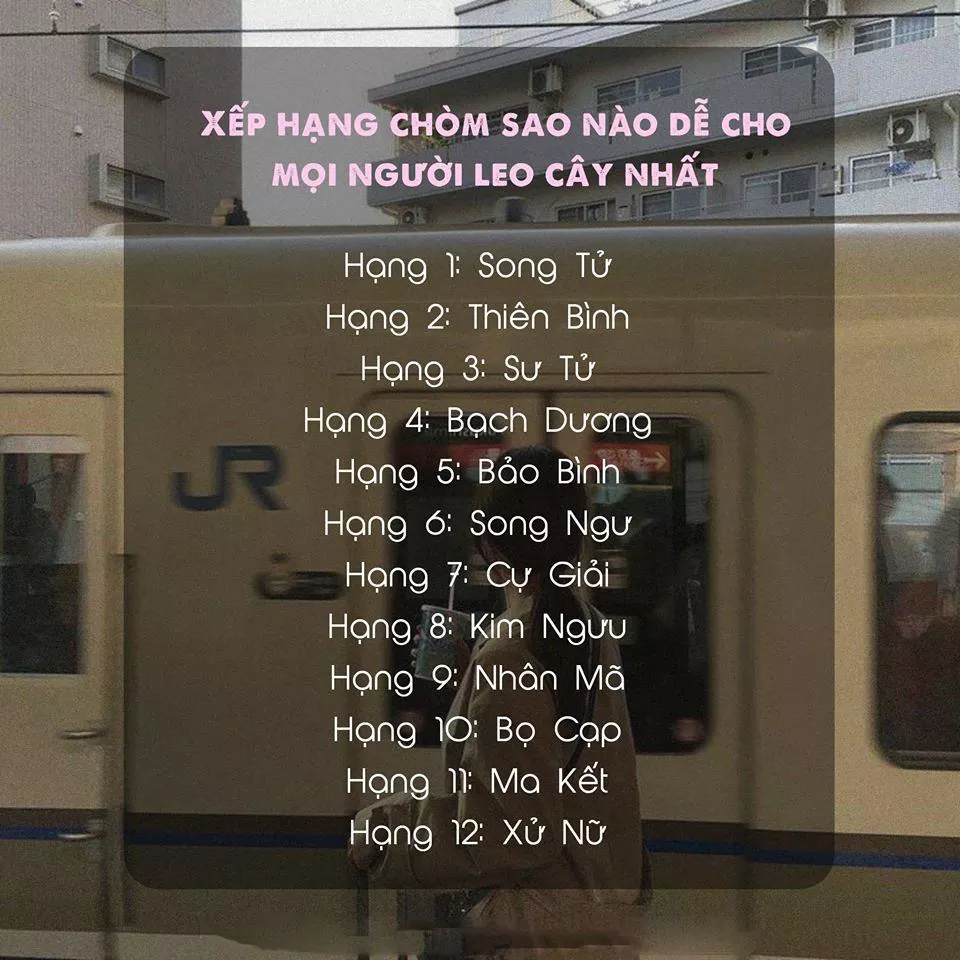 XẾP HẠNG CHÒM SAO NÀO DỄ CHO
MỌI NGƯỜI LEO CÂY NHẤT
Hạng 1: Song Tử
Hạng 2: Thiên Bình
Hạng 3: Sư Tử
Hạng 4: Bạch Dương
Hạng 5: Bảo Bình
Hạng 6: Song Ngư
Hạng 7: Cự Giải
Hạng 8: Kim Ngưu
Hạng 9: Nhân Mã
Hạng 10: Bọ Cạp
Hạng 11: Ma Kết
Hạng 12: Xử Nữ
JR